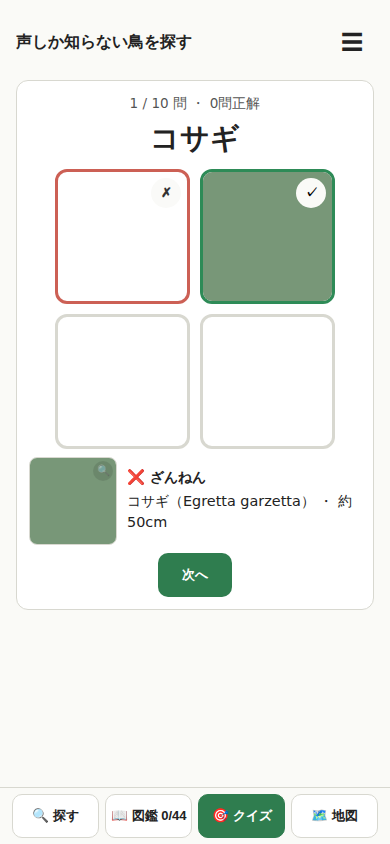 声しか知らない鳥を探す
1 / 10 問 ・ 0問正解
コサギ
✗ ✓
❌ ざんねん
コサギ（Egretta garzetta） ・ 約
50cm
次へ
🔍 探す 📖 図鑑 0/44 🎯 クイズ 🗺️ 地図